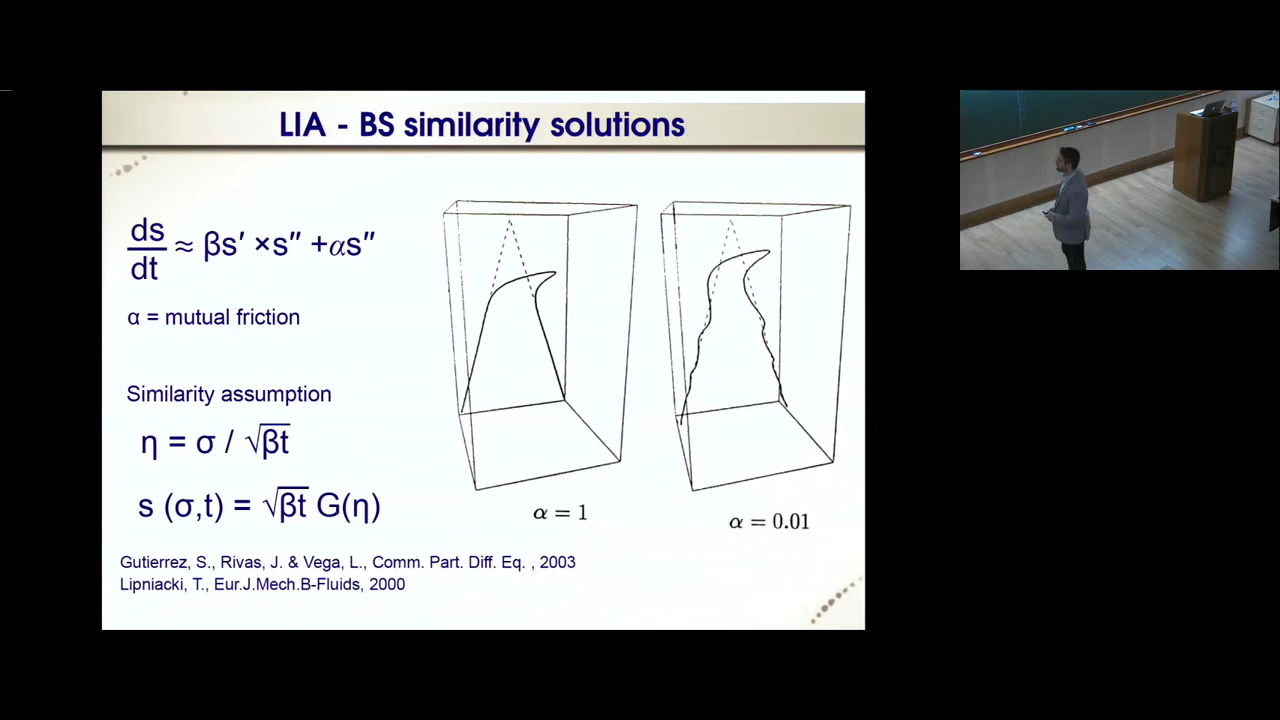 LIA - BS similarity solutions
ds/dt ≈ βs′ ×s″ +αs″
α = mutual friction
Similarity assumption
η = σ / √βt
s (σ,t) = √βt G(η)
α = 1
α = 0.01
Gutierrez, S., Rivas, J. & Vega, L., Comm. Part. Diff. Eq. , 2003
Lipniacki, T., Eur.J.Mech.B-Fluids, 2000